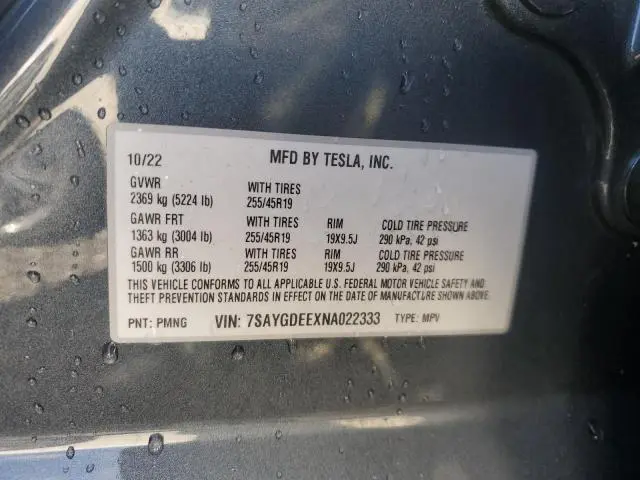 10/22 MFD BY TESLA, INC.
GVWR WITH TIRES
2369 kg (5224 lb) 255/45R19
GAWR FRT WITH TIRES RIM COLD TIRE PRESSURE
1363 kg (3004 lb) 255/45R19 19X9.5J 290 kPa, 42 psi
GAWR RR WITH TIRES RIM COLD TIRE PRESSURE
1500 kg (3306 lb) 255/45R19 19X9.5J 290 kPa, 42 psi
THIS VEHICLE CONFORMS TO ALL APPLICABLE U.S. FEDERAL MOTOR VEHICLE SAFETY AND
THEFT PREVENTION STANDARDS IN EFFECT ON THE DATE OF MANUFACTURE SHOWN ABOVE.
PNT: PMNG VIN: 7SAYGDEEXNA022333 TYPE: MPV